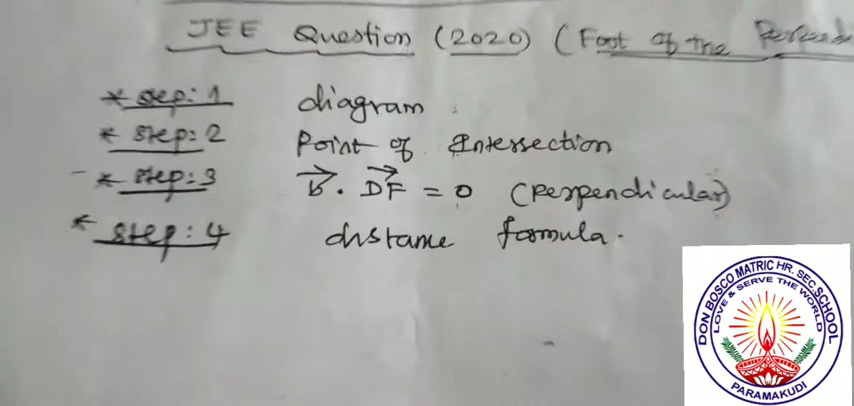 JEE Question (2020) (Foot of the
* step:1 diagram
* step:2 Point of Intersection
- * step:3 b. DF = 0 (Perpendicular)
* step:4 distance formula.
DON BOSCO MATRIC HR. SEC. SCHOOL
LOVE & SERVE THE WORLD
PARAMAKUDI